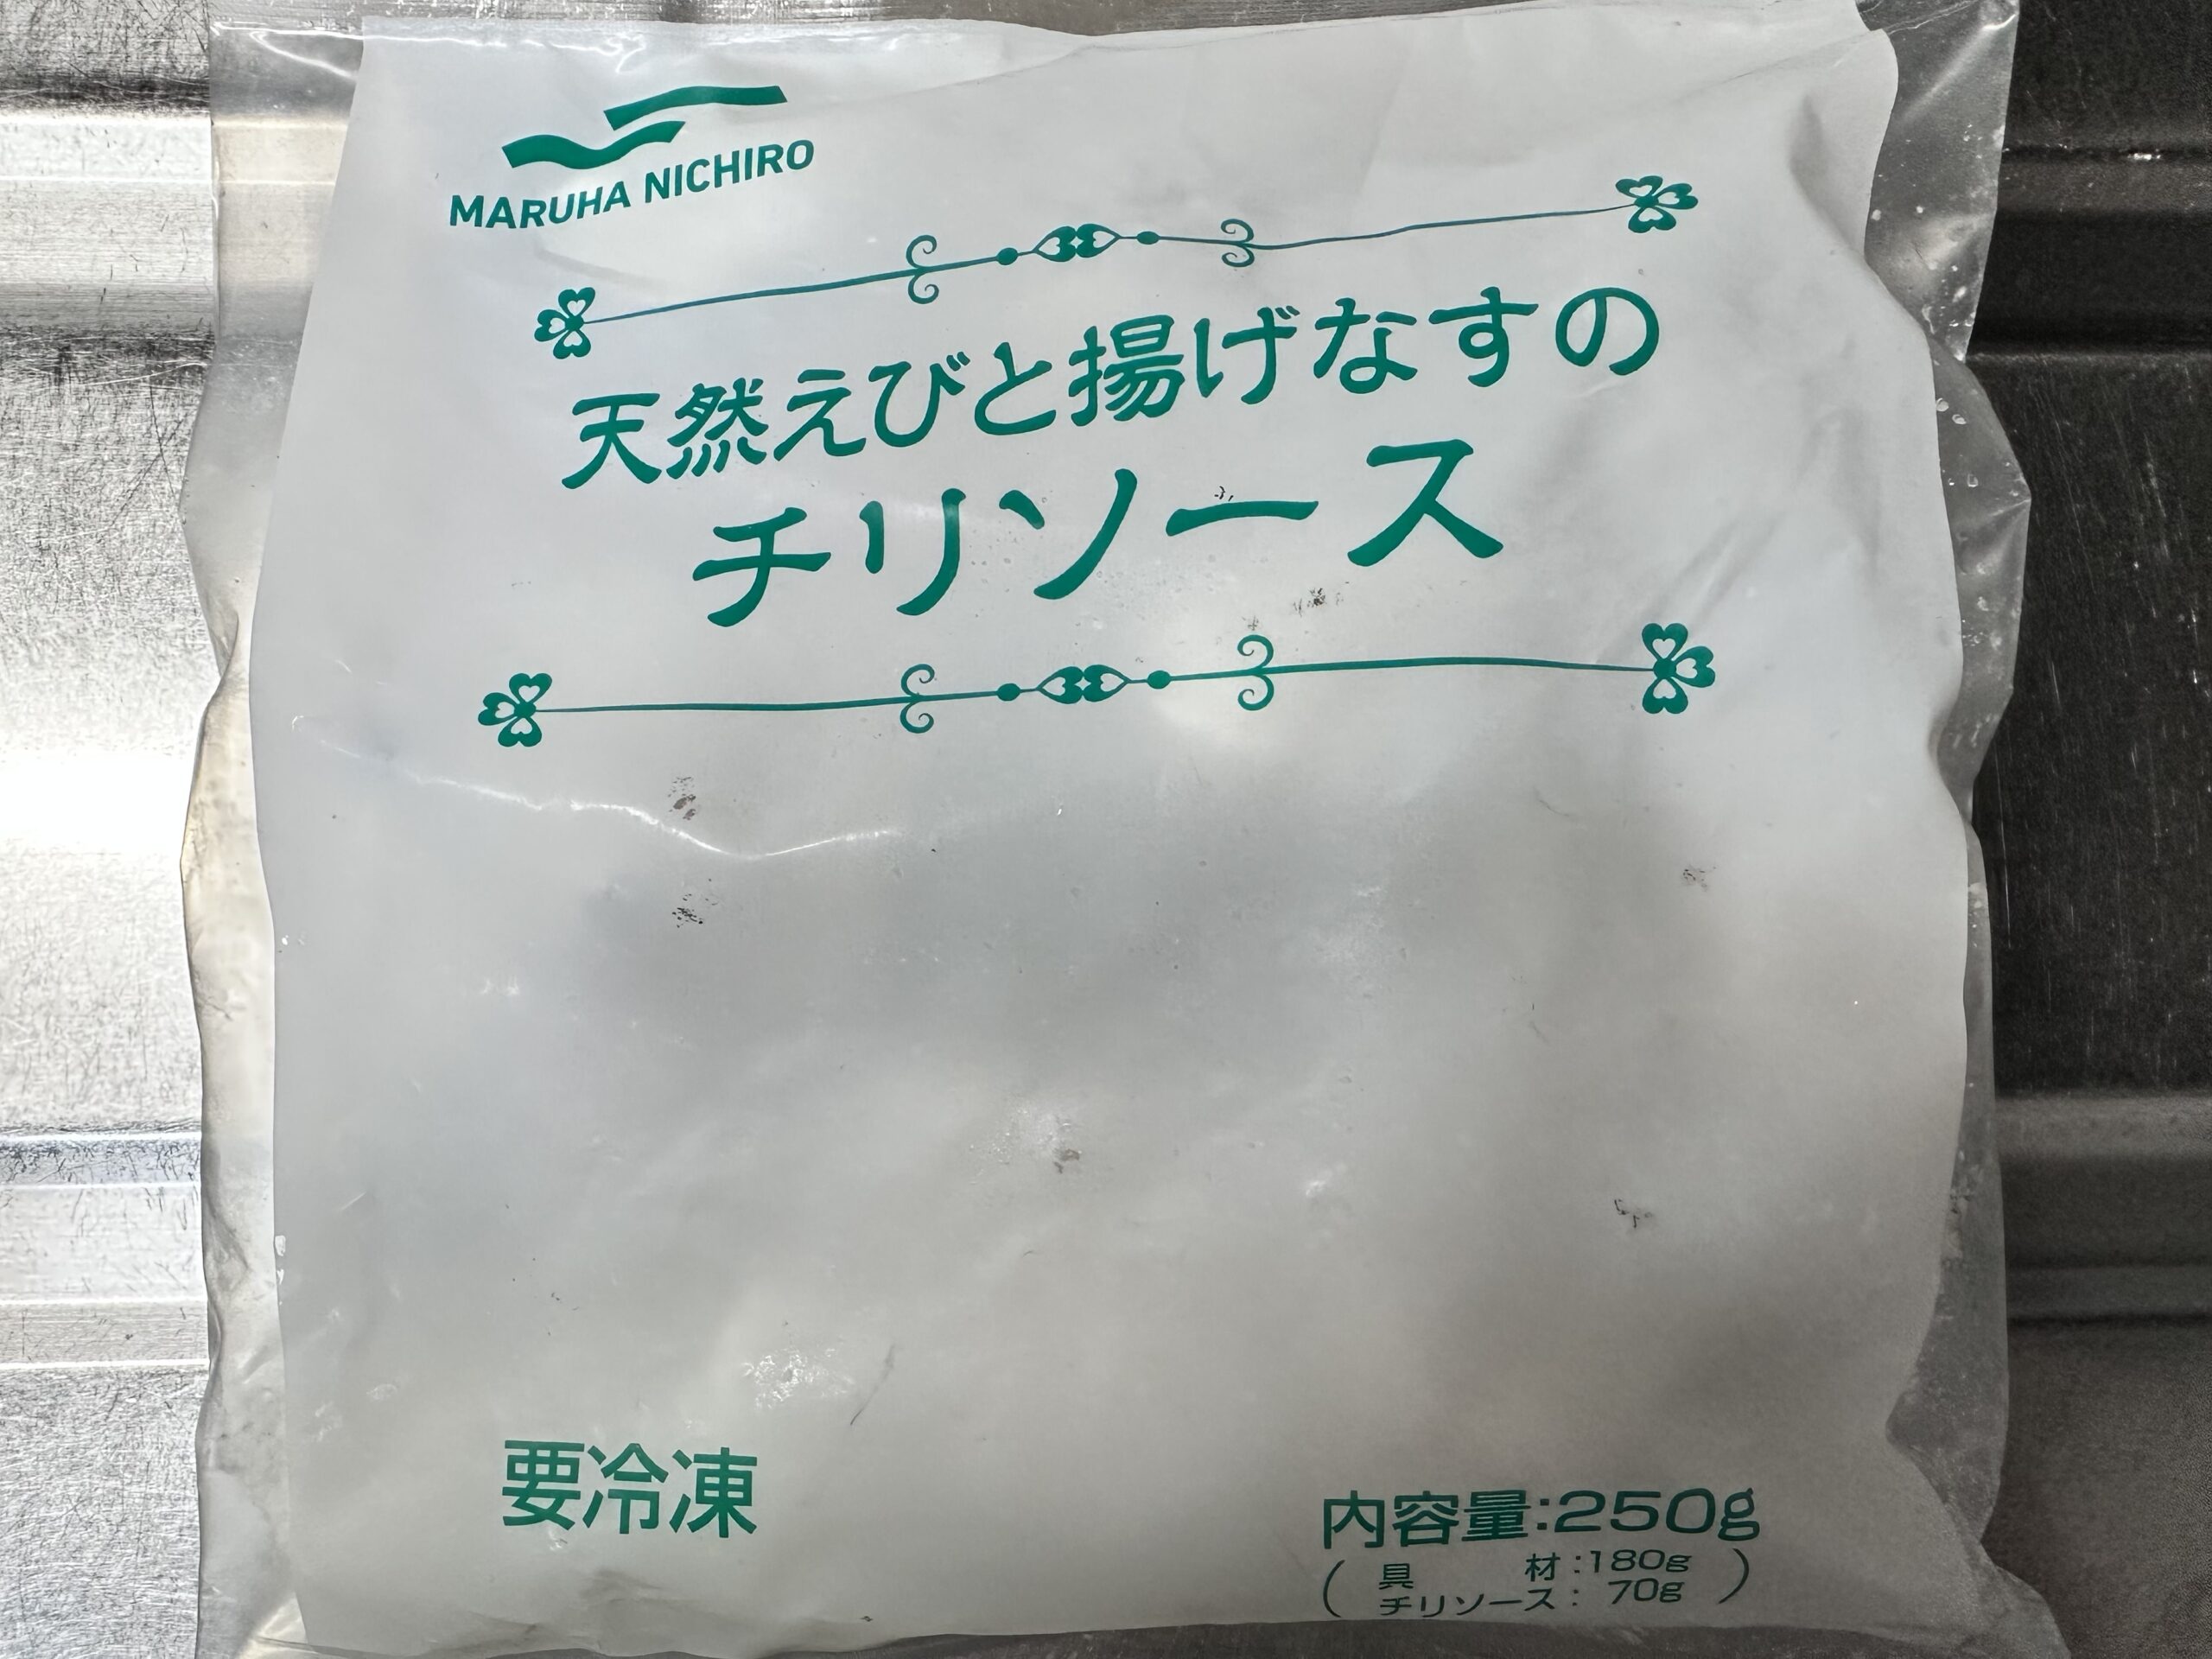 MARUHA NICHIRO
天然えびと揚げなすの
チリソース
要冷凍
内容量:250g
(具　　材:180g
チリソース: 70g)